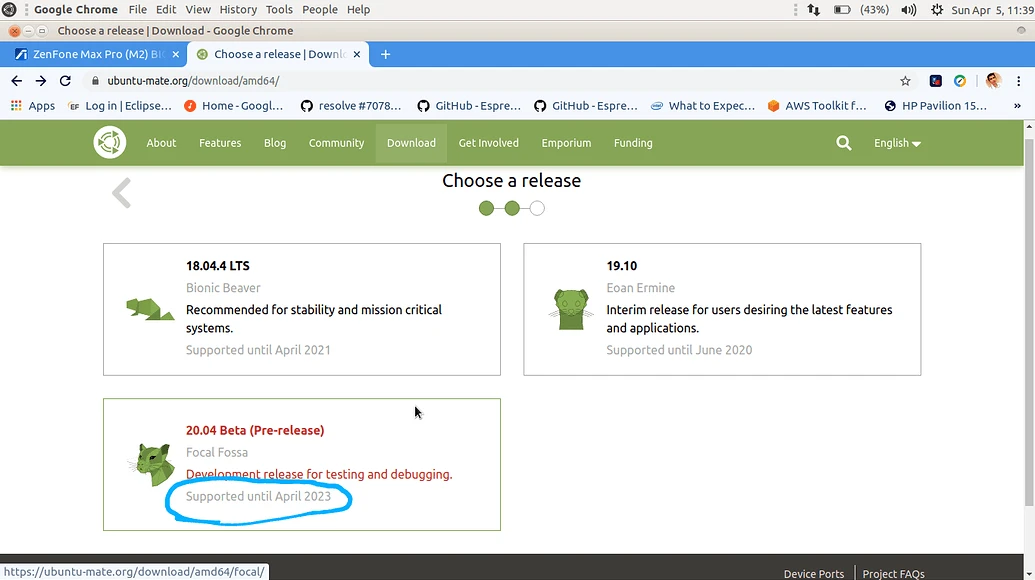 Google Chrome File Edit View History Tools People Help (43%) Sun Apr 5, 11:39
Choose a release | Download - Google Chrome
ZenFone Max Pro (M2) BI Choose a release | Downl
ubuntu-mate.org/download/amd64/
Apps EF Log in | Eclipse... Home - Googl... resolve #7078... GitHub - Espre... GitHub - Espre... What to Expec... AWS Toolkit f... HP Pavilion 15... »
About Features Blog Community Download Get Involved Emporium Funding English
Choose a release
18.04.4 LTS
Bionic Beaver
Recommended for stability and mission critical
systems.
Supported until April 2021
19.10
Eoan Ermine
Interim release for users desiring the latest features
and applications.
Supported until June 2020
20.04 Beta (Pre-release)
Focal Fossa
Development release for testing and debugging.
Supported until April 2023
https://ubuntu-mate.org/download/amd64/focal/
Device Ports Project FAQs